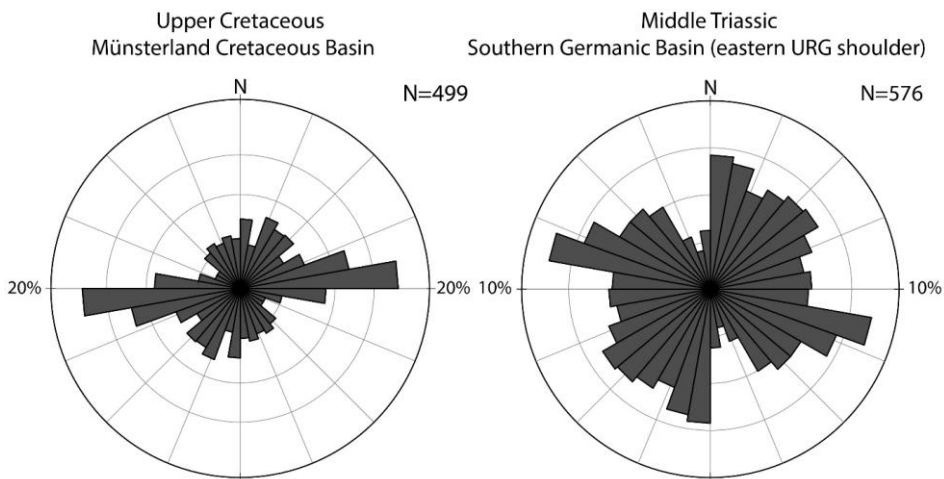 Upper Cretaceous
Münsterland Cretaceous Basin
N=499
N
20%
20%
Middle Triassic
Southern Germanic Basin (eastern URG shoulder)
N=576
N
10%
10%